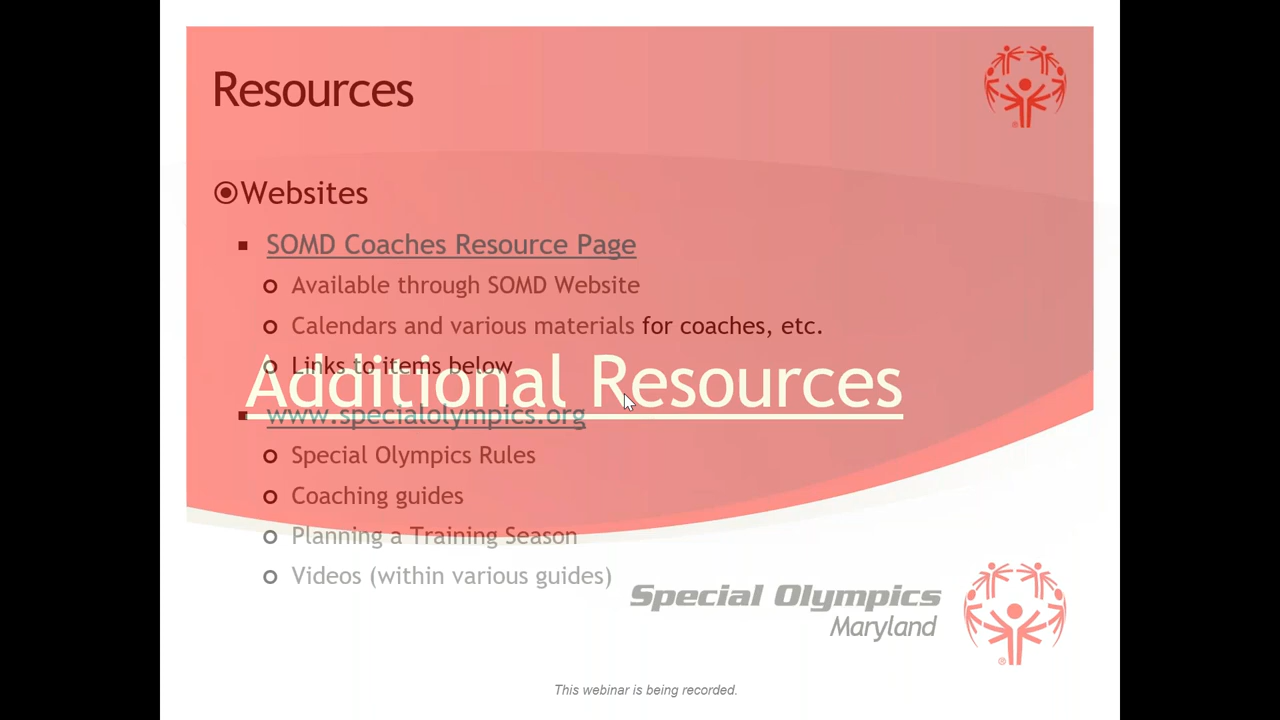 Resources
Websites
SOMD Coaches Resource Page
Available through SOMD Website
Calendars and various materials for coaches, etc.
Links to items below
Additional Resources
www.specialolympics.org
Special Olympics Rules
Coaching guides
Planning a Training Season
Videos (within various guides)
Special Olympics
Maryland
This webinar is being recorded.